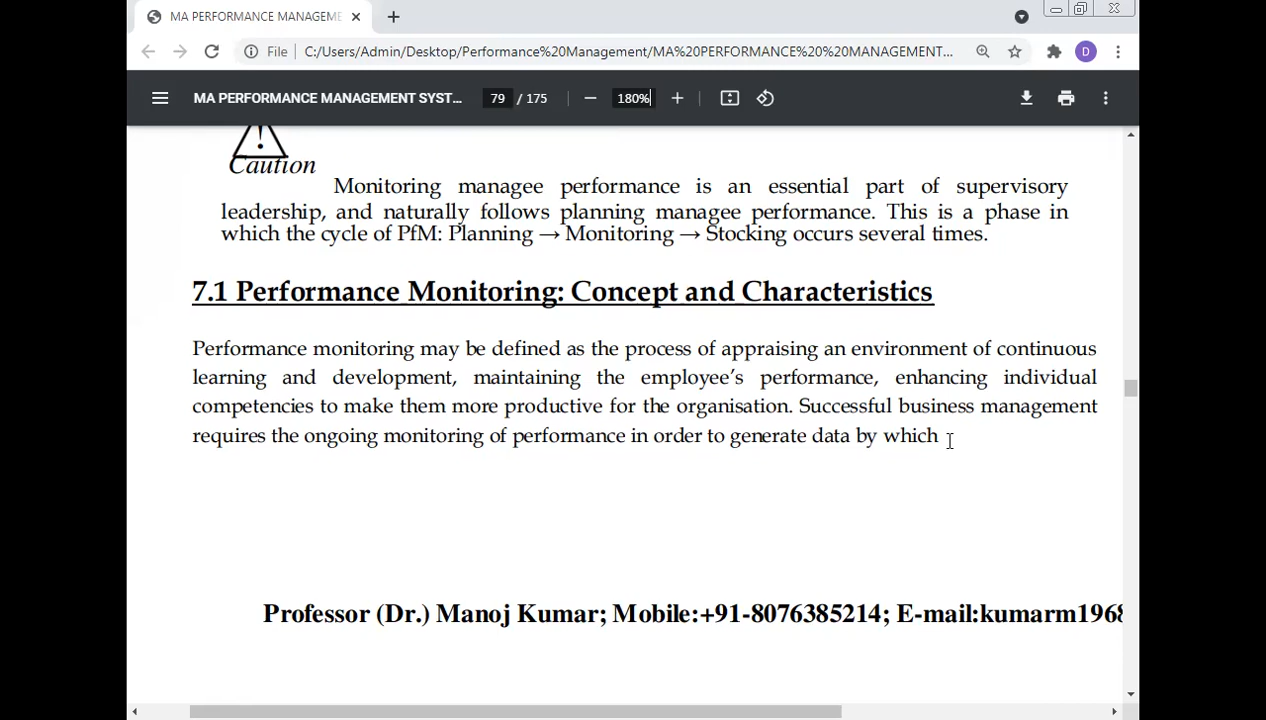 MA PERFORMANCE MANAGEME
File C:/Users/Admin/Desktop/Performance%20Management/MA%20PERFORMANCE%20%20MANAGEMENT... D
MA PERFORMANCE MANAGEMENT SYST... 79 / 175 180%
Caution
Monitoring managee performance is an essential part of supervisory
leadership, and naturally follows planning managee performance. This is a phase in
which the cycle of PfM: Planning → Monitoring → Stocking occurs several times.
7.1 Performance Monitoring: Concept and Characteristics
Performance monitoring may be defined as the process of appraising an environment of continuous
learning and development, maintaining the employee's performance, enhancing individual
competencies to make them more productive for the organisation. Successful business management
requires the ongoing monitoring of performance in order to generate data by which
Professor (Dr.) Manoj Kumar; Mobile:+91-8076385214; E-mail:kumarm1968